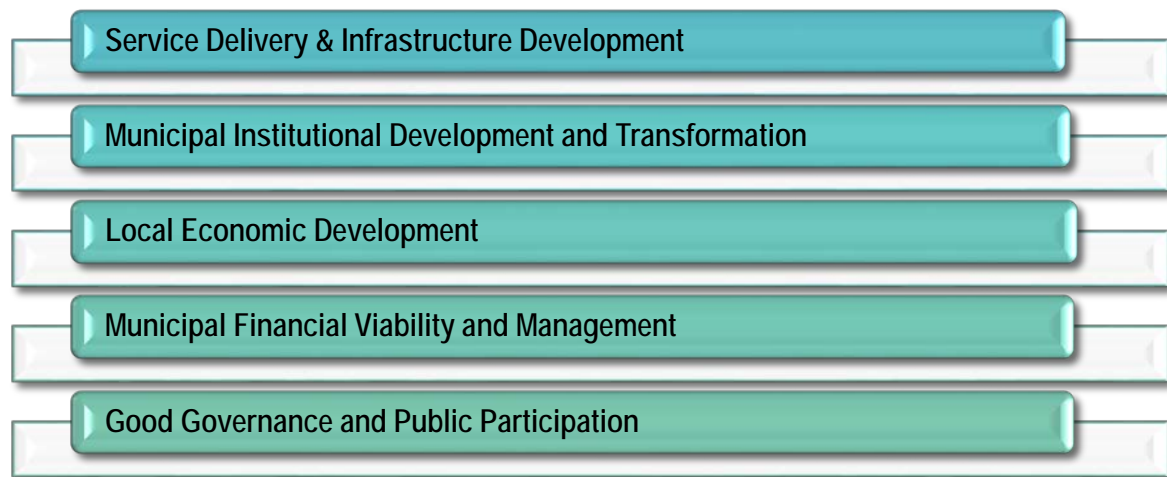 Service Delivery & Infrastructure Development
Municipal Institutional Development and Transformation
Local Economic Development
Municipal Financial Viability and Management
Good Governance and Public Participation